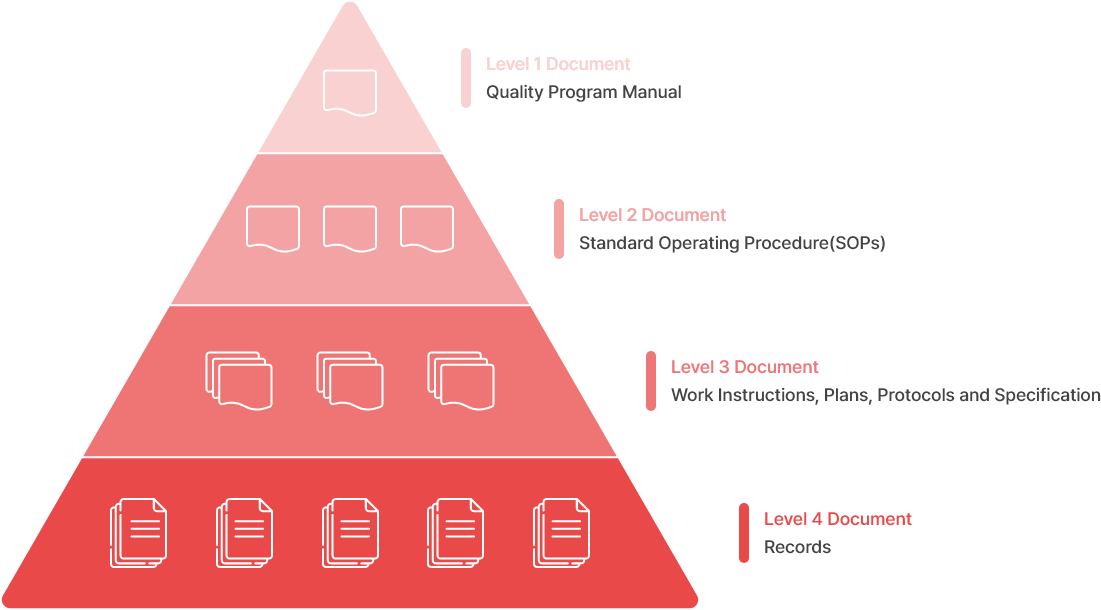 Level 1 Document
Quality Program Manual
Level 2 Document
Standard Operating Procedure(SOPs)
Level 3 Document
Work Instructions, Plans, Protocols and Specification
Level 4 Document
Records